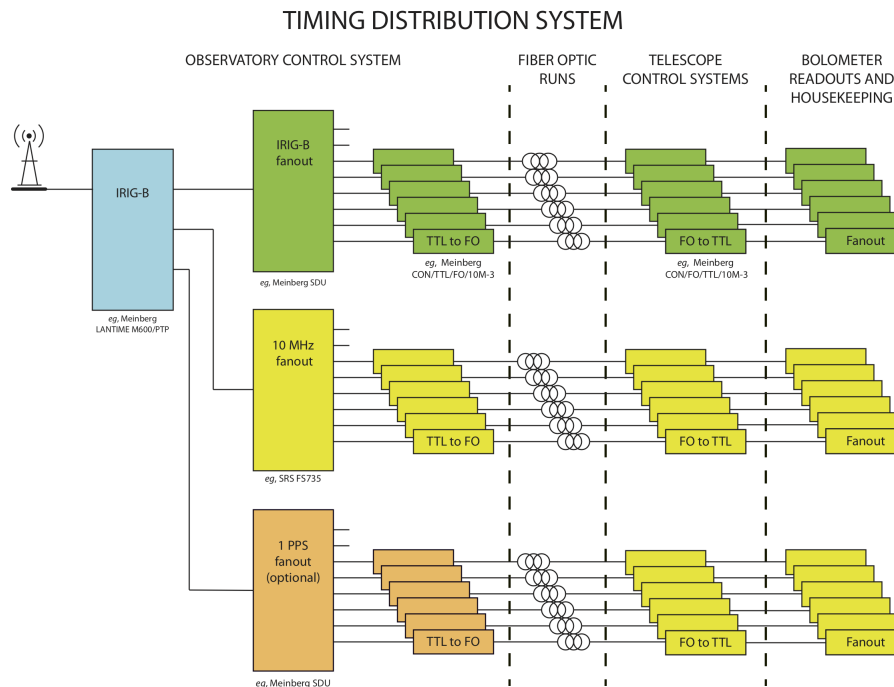 TIMING DISTRIBUTION SYSTEM
OBSERVATORY CONTROL SYSTEM
FIBER OPTIC
RUNS
TELESCOPE
CONTROL SYSTEMS
BOLOMETER
READOUTS AND
HOUSEKEEPING
IRIG-B
eg, Meinberg
LANTIME M600/PTP
IRIG-B
fanout
eg, Meinberg SDU
TTL to FO
eg, Meinberg
CON/TTL/FO/10M-3
FO to TTL
eg, Meinberg
CON/FO/TTL/10M-3
Fanout
10 MHz
fanout
eg, SRS FS735
TTL to FO
FO to TTL
Fanout
1 PPS
fanout
(optional)
eg, Meinberg SDU
TTL to FO
FO to TTL
Fanout